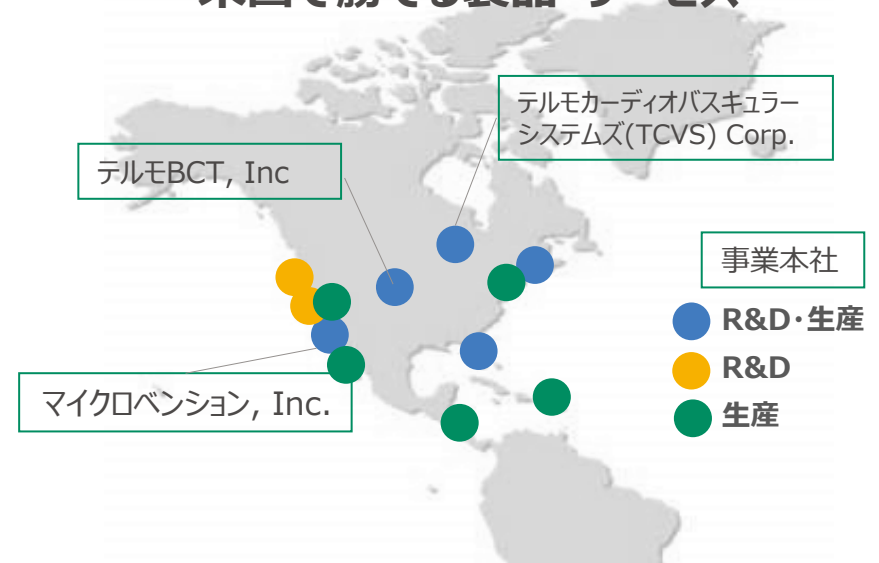 テルモカーディオバスキュラー
システムズ(TCVS) Corp.
テルモBCT, Inc
事業本社
R&D・生産
R&D
生産
マイクロベンション, Inc.